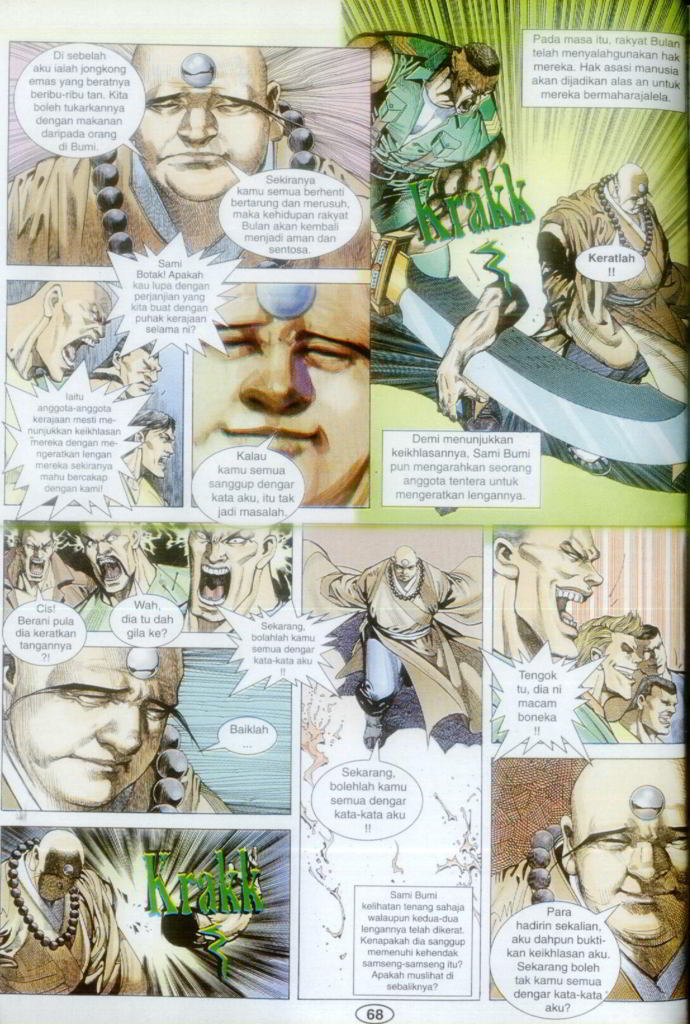 Di sebelah
aku ialah jongkong
emas yang beratnya
beribu-ribu tan. Kita
boleh tukarkannya
dengan makanan
daripada orang
di Bumi.
Sekiranya
kamu semua berhenti
bertarung dan merusuh,
maka kehidupan rakyat
Bulan akan kembali
menjadi aman dan
sentosa.
Sami
Botak! Apakah
kau lupa dengan
perjanjian yang
kita buat dengan
puhak kerajaan
selama ni?
Iaitu
anggota-anggota
kerajaan mesti me-
nunjukkan keikhlasan
mereka dengan me-
ngeratkan lengan
mereka sekiranya
mahu bercakap
dengan kami!
Kalau
kamu semua
sanggup dengar
kata aku, itu tak
jadi masalah.
Pada masa itu, rakyat Bulan
telah menyalahgunakan hak
mereka. Hak asasi manusia
akan dijadikan alas an untuk
mereka bermaharajalela.
Krakk
Keratlah
!!
Demi menunjukkan
keikhlasannya, Sami Bumi
pun mengarahkan seorang
anggota tentera untuk
mengeratkan lengannya.
Cis!
Berani pula
dia keratkan
tangannya
?!
Wah,
dia tu dah
gila ke?
Sekarang,
bolahlah kamu
semua dengar
kata-kata aku
!!
Baiklah
...
Krakk
Sekarang,
bolehlah kamu
semua dengar
kata-kata aku
!!
Sami Bumi
kelihatan tenang sahaja
walaupun kedua-dua
lengannya telah dikerat.
Kenapakah dia sanggup
memenuhi kehendak
samseng-samseng itu?
Apakah muslihat di
sebaliknya?
Tengok
tu, dia ni
macam
boneka
!!
Para
hadirin sekalian,
aku dahpun bukti-
kan keikhlasan aku.
Sekarang boleh
tak kamu semua
dengar kata-kata
aku?
68